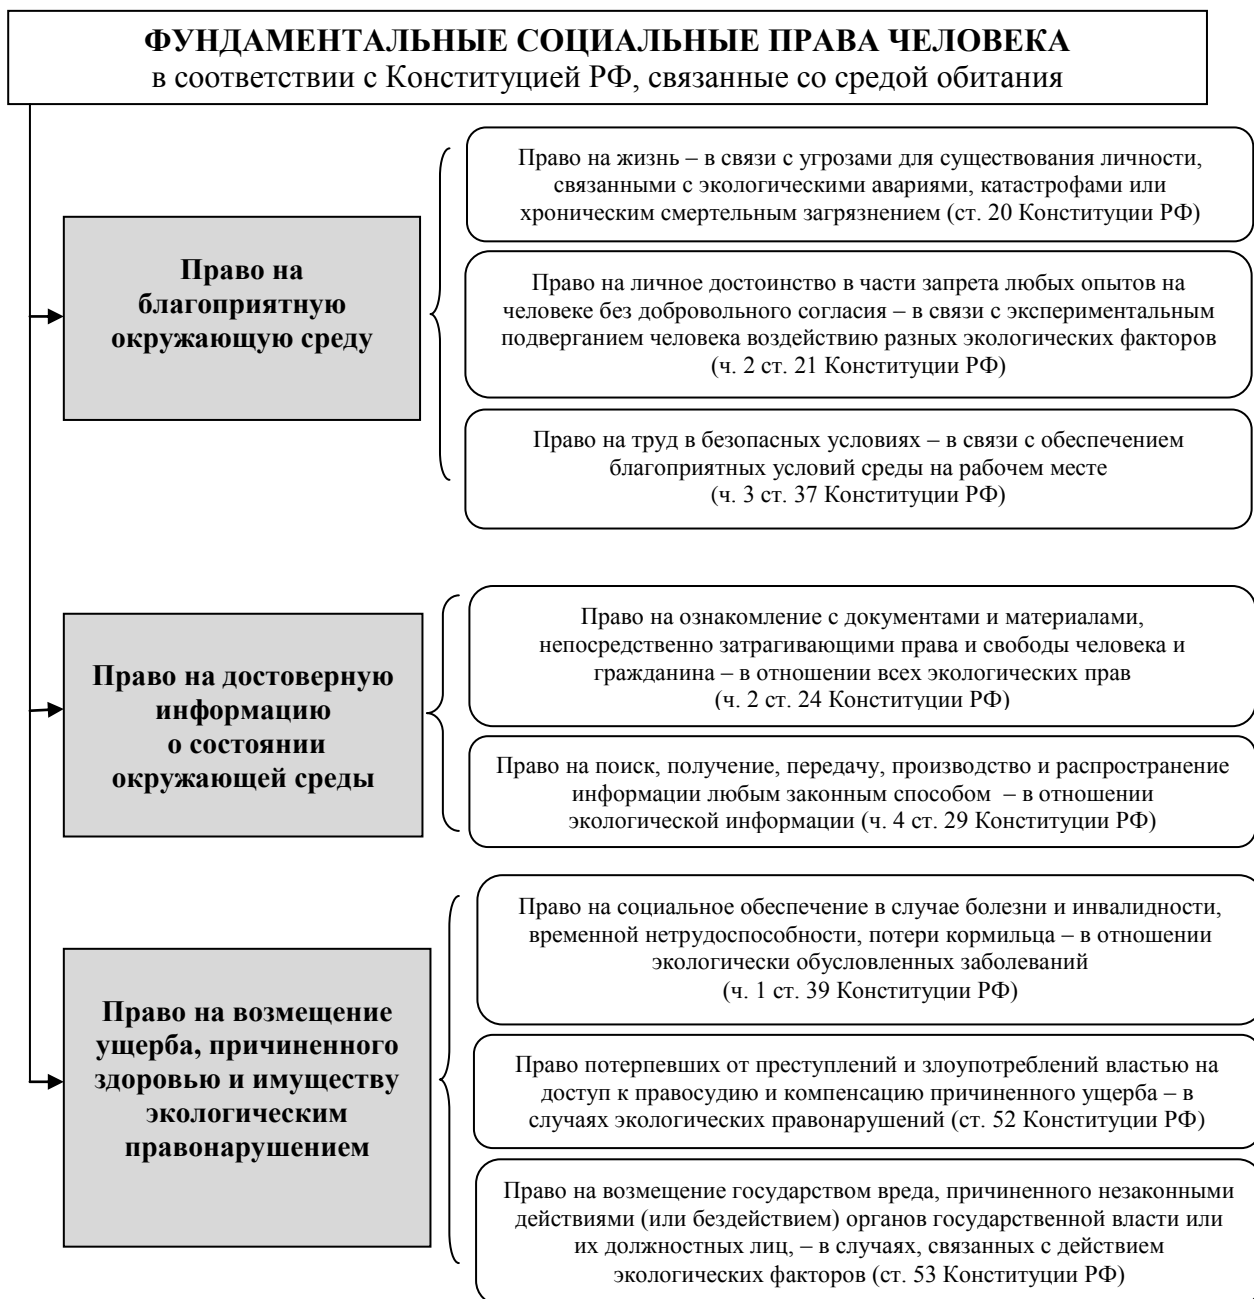 ФУНДАМЕНТАЛЬНЫЕ СОЦИАЛЬНЫЕ ПРАВА ЧЕЛОВЕКА
в соответствии с Конституцией РФ, связанные со средой обитания
Право на
благоприятную
окружающую среду
Право на жизнь – в связи с угрозами для существования личности,
связанными с экологическими авариями, катастрофами или
хроническим смертельным загрязнением (ст. 20 Конституции РФ)
Право на личное достоинство в части запрета любых опытов на
человеке без добровольного согласия – в связи с экспериментальным
подверганием человека воздействию разных экологических факторов
(ч. 2 ст. 21 Конституции РФ)
Право на труд в безопасных условиях – в связи с обеспечением
благоприятных условий среды на рабочем месте
(ч. 3 ст. 37 Конституции РФ)
Право на достоверную
информацию
о состоянии
окружающей среды
Право на ознакомление с документами и материалами,
непосредственно затрагивающими права и свободы человека и
гражданина – в отношении всех экологических прав
(ч. 2 ст. 24 Конституции РФ)
Право на поиск, получение, передачу, производство и распространение
информации любым законным способом – в отношении
экологической информации (ч. 4 ст. 29 Конституции РФ)
Право на возмещение
ущерба, причиненного
здоровью и имуществу
экологическим
правонарушением
Право на социальное обеспечение в случае болезни и инвалидности,
временной нетрудоспособности, потери кормильца – в отношении
экологически обусловленных заболеваний
(ч. 1 ст. 39 Конституции РФ)
Право потерпевших от преступлений и злоупотреблений властью на
доступ к правосудию и компенсацию причиненного ущерба – в
случаях экологических правонарушений (ст. 52 Конституции РФ)
Право на возмещение государством вреда, причиненного незаконными
действиями (или бездействием) органов государственной власти или
их должностных лиц, – в случаях, связанных с действием
экологических факторов (ст. 53 Конституции РФ)